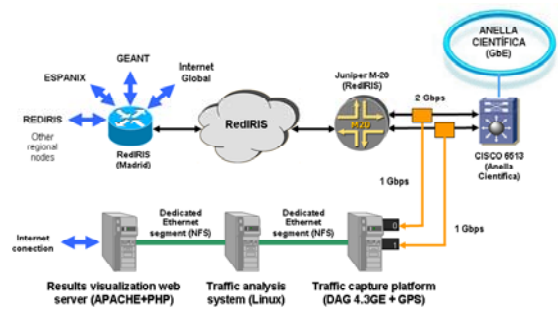 ANELLA
CIENTÍFICA
(GbE)
GEANT
ESPANIX
Internet
Global
Juniper M-20
(RedIRIS)
2 Gbps
REDIRIS
Other
regional
nodes
RedIRIS
(Madrid)
RedIRIS
M20
CISCO 6513
(Anella
Científica)
1 Gbps
1 Gbps
Dedicated
Ethernet
segment (NFS)
Dedicated
Ethernet
segment (NFS)
0
1
Internet
conection
Results visualization web
server (APACHE+PHP)
Traffic analysis
system (Linux)
Traffic capture platform
(DAG 4.3GE + GPS)